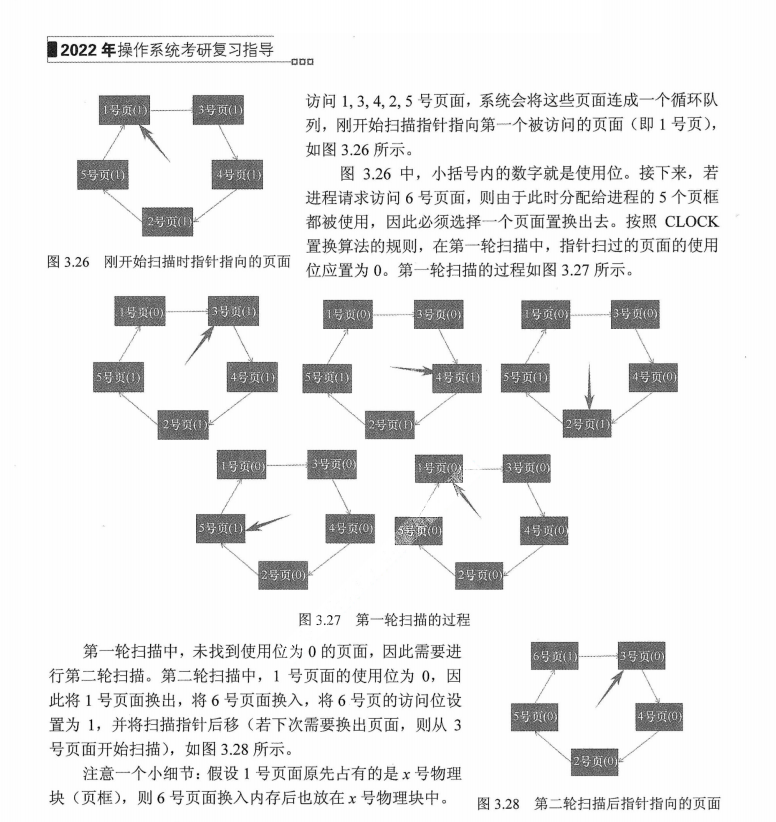 2022 年操作系统考研复习指导
1号页(1)
3号页(1)
5号页(1)
4号页(1)
2号页(1)
图 3.26 刚开始扫描时指针指向的页面
访问 1, 3, 4, 2, 5 号页面，系统会将这些页面连成一个循环队
列，刚开始扫描指针指向第一个被访问的页面（即 1 号页），
如图 3.26 所示。
图 3.26 中，小括号内的数字就是使用位。接下来，若
进程请求访问 6 号页面，则由于此时分配给进程的 5 个页框
都被使用，因此必须选择一个页面置换出去。按照 CLOCK
置换算法的规则，在第一轮扫描中，指针扫过的页面的使用
位应置为 0。第一轮扫描的过程如图 3.27 所示。
1号页(0)
3号页(1)
5号页(1)
4号页(1)
2号页(1)
1号页(0)
3号页(0)
5号页(1)
4号页(1)
2号页(1)
1号页(0)
3号页(0)
5号页(1)
4号页(0)
2号页(1)
1号页(0)
3号页(0)
5号页(1)
4号页(0)
2号页(0)
1号页(0)
3号页(0)
5号页(0)
4号页(0)
2号页(0)
图 3.27 第一轮扫描的过程
第一轮扫描中，未找到使用位为 0 的页面，因此需要进
行第二轮扫描。第二轮扫描中，1 号页面的使用位为 0，因
此将 1 号页面换出，将 6 号页面换入，将 6 号页的访问位设
置为 1，并将扫描指针后移（若下次需要换出页面，则从 3
号页面开始扫描），如图 3.28 所示。
注意一个小细节：假设 1 号页面原先占有的是 x 号物理
块（页框），则 6 号页面换入内存后也放在 x 号物理块中。
6号页(1)
3号页(0)
5号页(0)
4号页(0)
2号页(0)
图 3.28 第二轮扫描后指针指向的页面